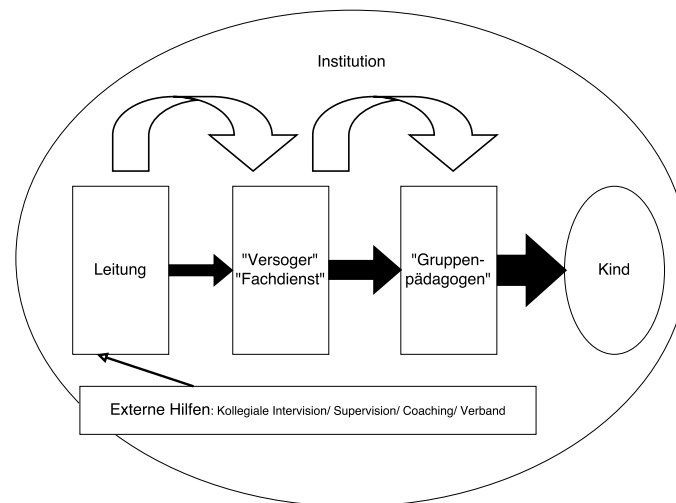 Institution
Leitung
"Versoger"
"Fachdienst"
"Gruppen-
pädagogen"
Kind
Externe Hilfen: Kollegiale Intervision/ Supervision/ Coaching/ Verband